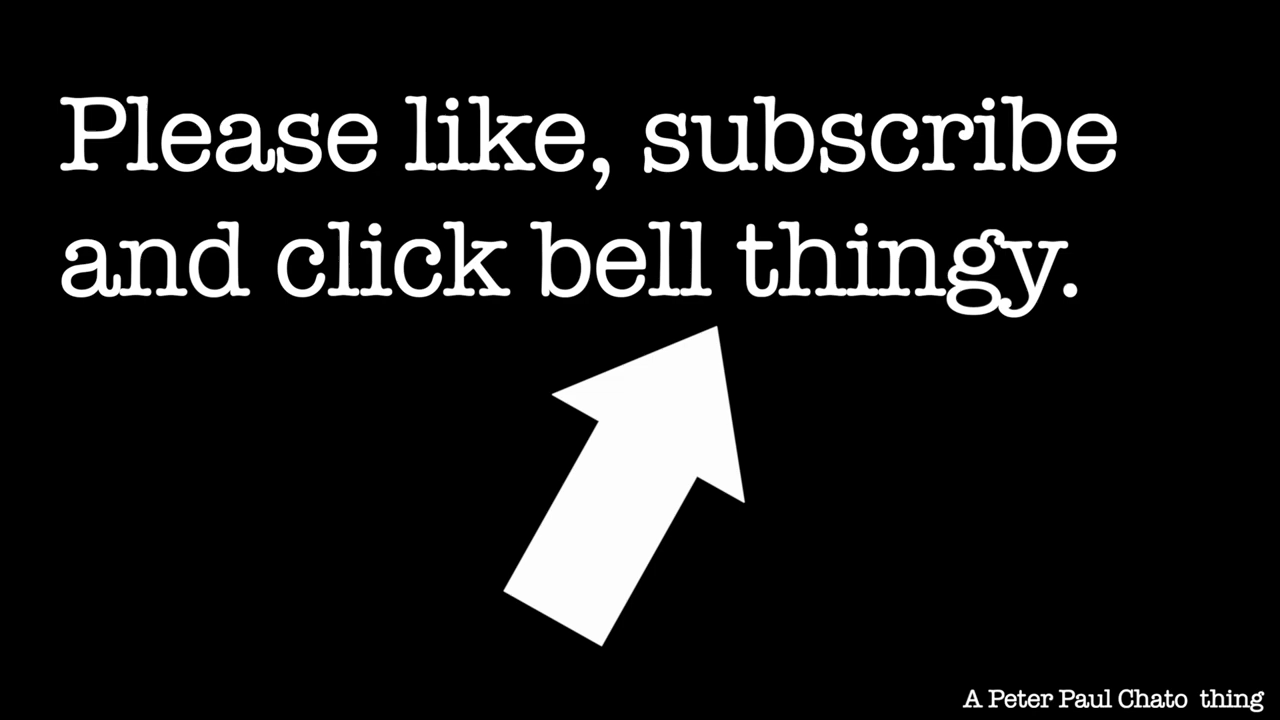 Please like, subscribe
and click bell thingy.
A Peter Paul Chato thing